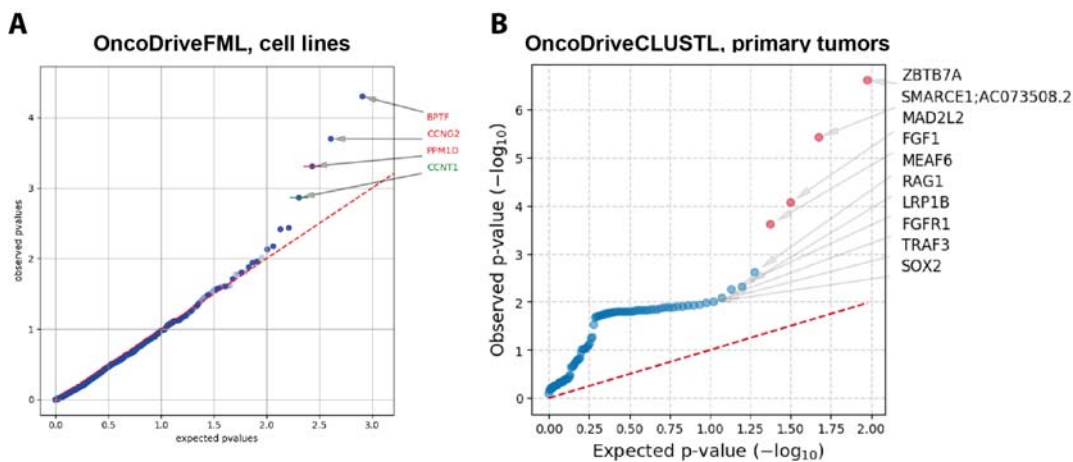 A
OncoDriveFML, cell lines
observed pvalues
4
3
2
1
0
0.0 0.5 1.0 1.5 2.0 2.5 3.0
expected pvalues
BPTF
CCNG2
PPM1D
CCNT1
B
OncoDriveCLUSTL, primary tumors
Observed p-value (−log₁₀)
6
5
4
3
2
1
0
0.00 0.25 0.50 0.75 1.00 1.25 1.50 1.75 2.00
Expected p-value (−log₁₀)
ZBTB7A
SMARCE1;AC073508.2
MAD2L2
FGF1
MEAF6
RAG1
LRP1B
FGFR1
TRAF3
SOX2